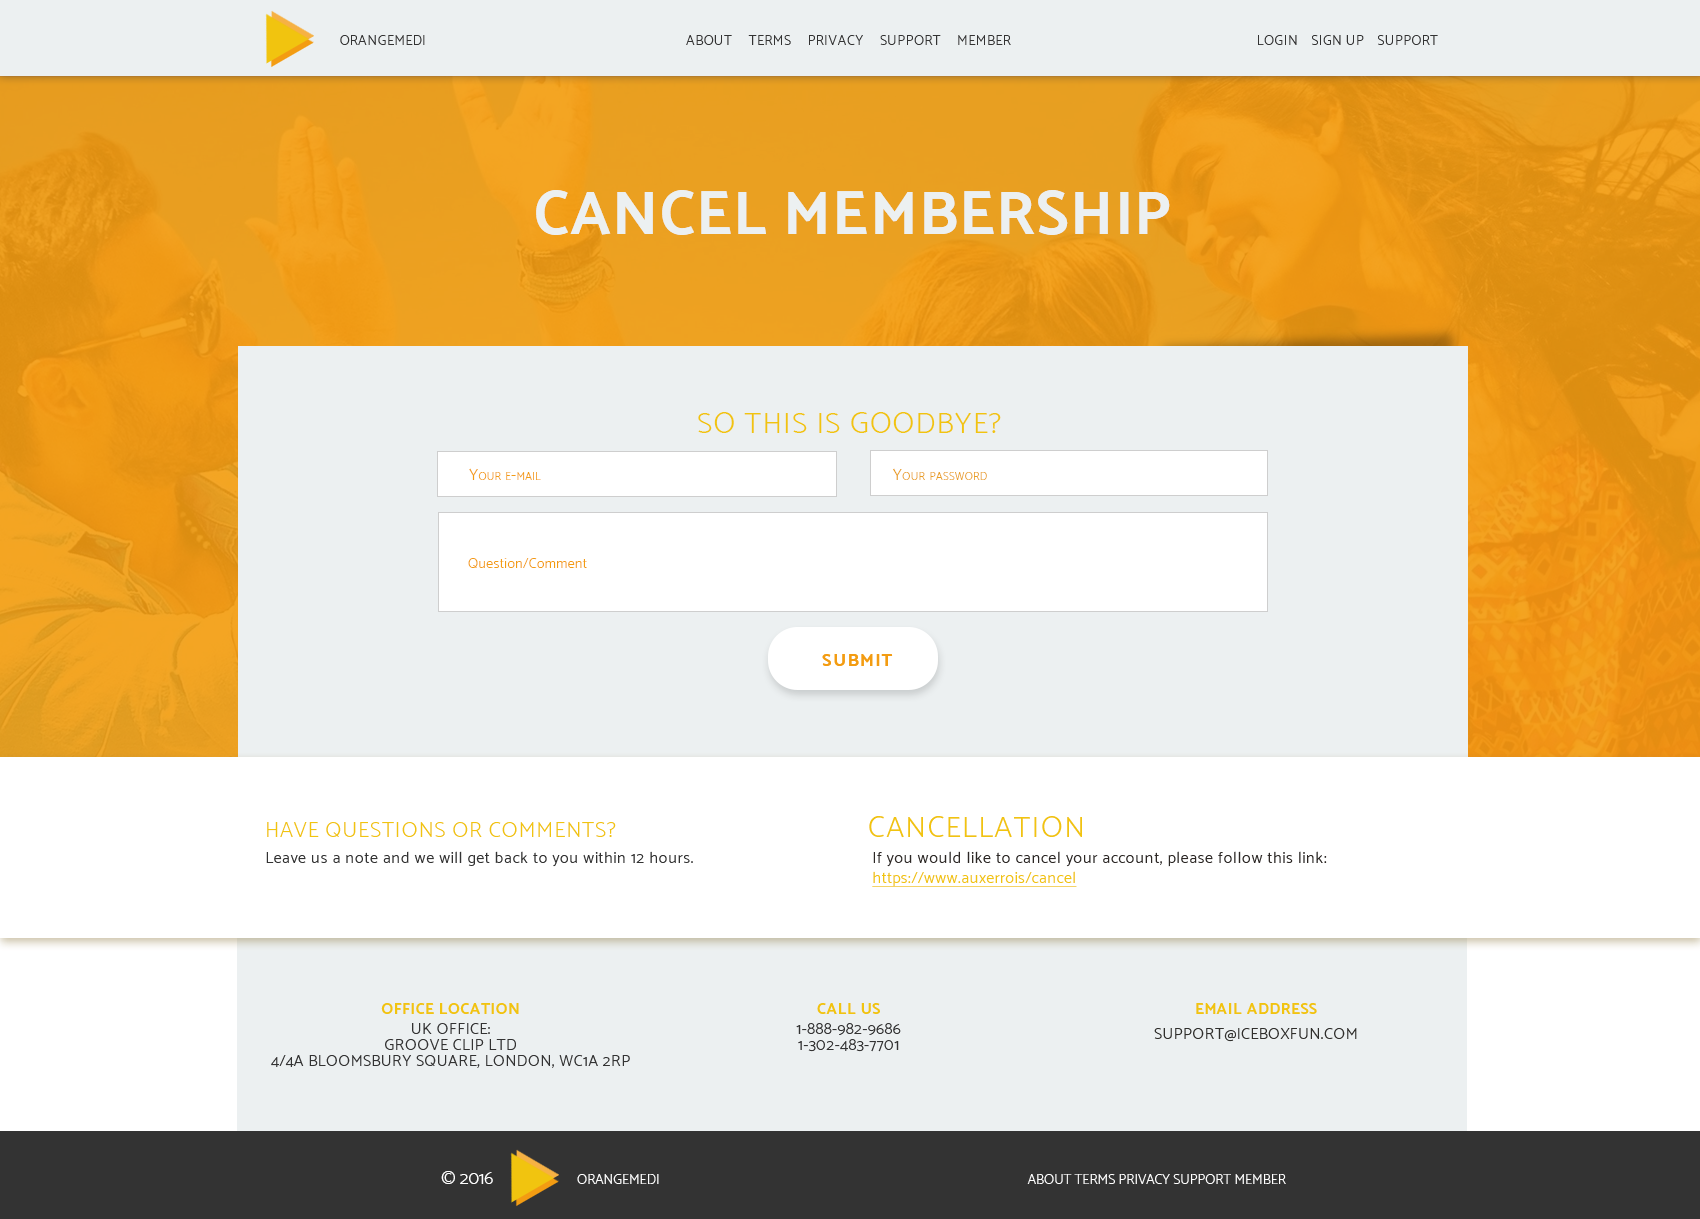 ORANGEMEDI
ABOUT TERMS PRIVACY SUPPORT MEMBER
LOGIN SIGN UP SUPPORT
CANCEL MEMBERSHIP
SO THIS IS GOODBYE?
Your e-mail
Your password
Question/Comment
SUBMIT
HAVE QUESTIONS OR COMMENTS?
Leave us a note and we will get back to you within 12 hours.
CANCELLATION
If you would like to cancel your account, please follow this link:
https://www.auxerrois/cancel
OFFICE LOCATION
UK OFFICE:
GROOVE CLIP LTD
4/4A BLOOMSBURY SQUARE, LONDON, WC1A 2RP
CALL US
1-888-982-9686
1-302-483-7701
EMAIL ADDRESS
SUPPORT@ICEBOXFUN.COM
© 2016
ORANGEMEDI
ABOUT TERMS PRIVACY SUPPORT MEMBER